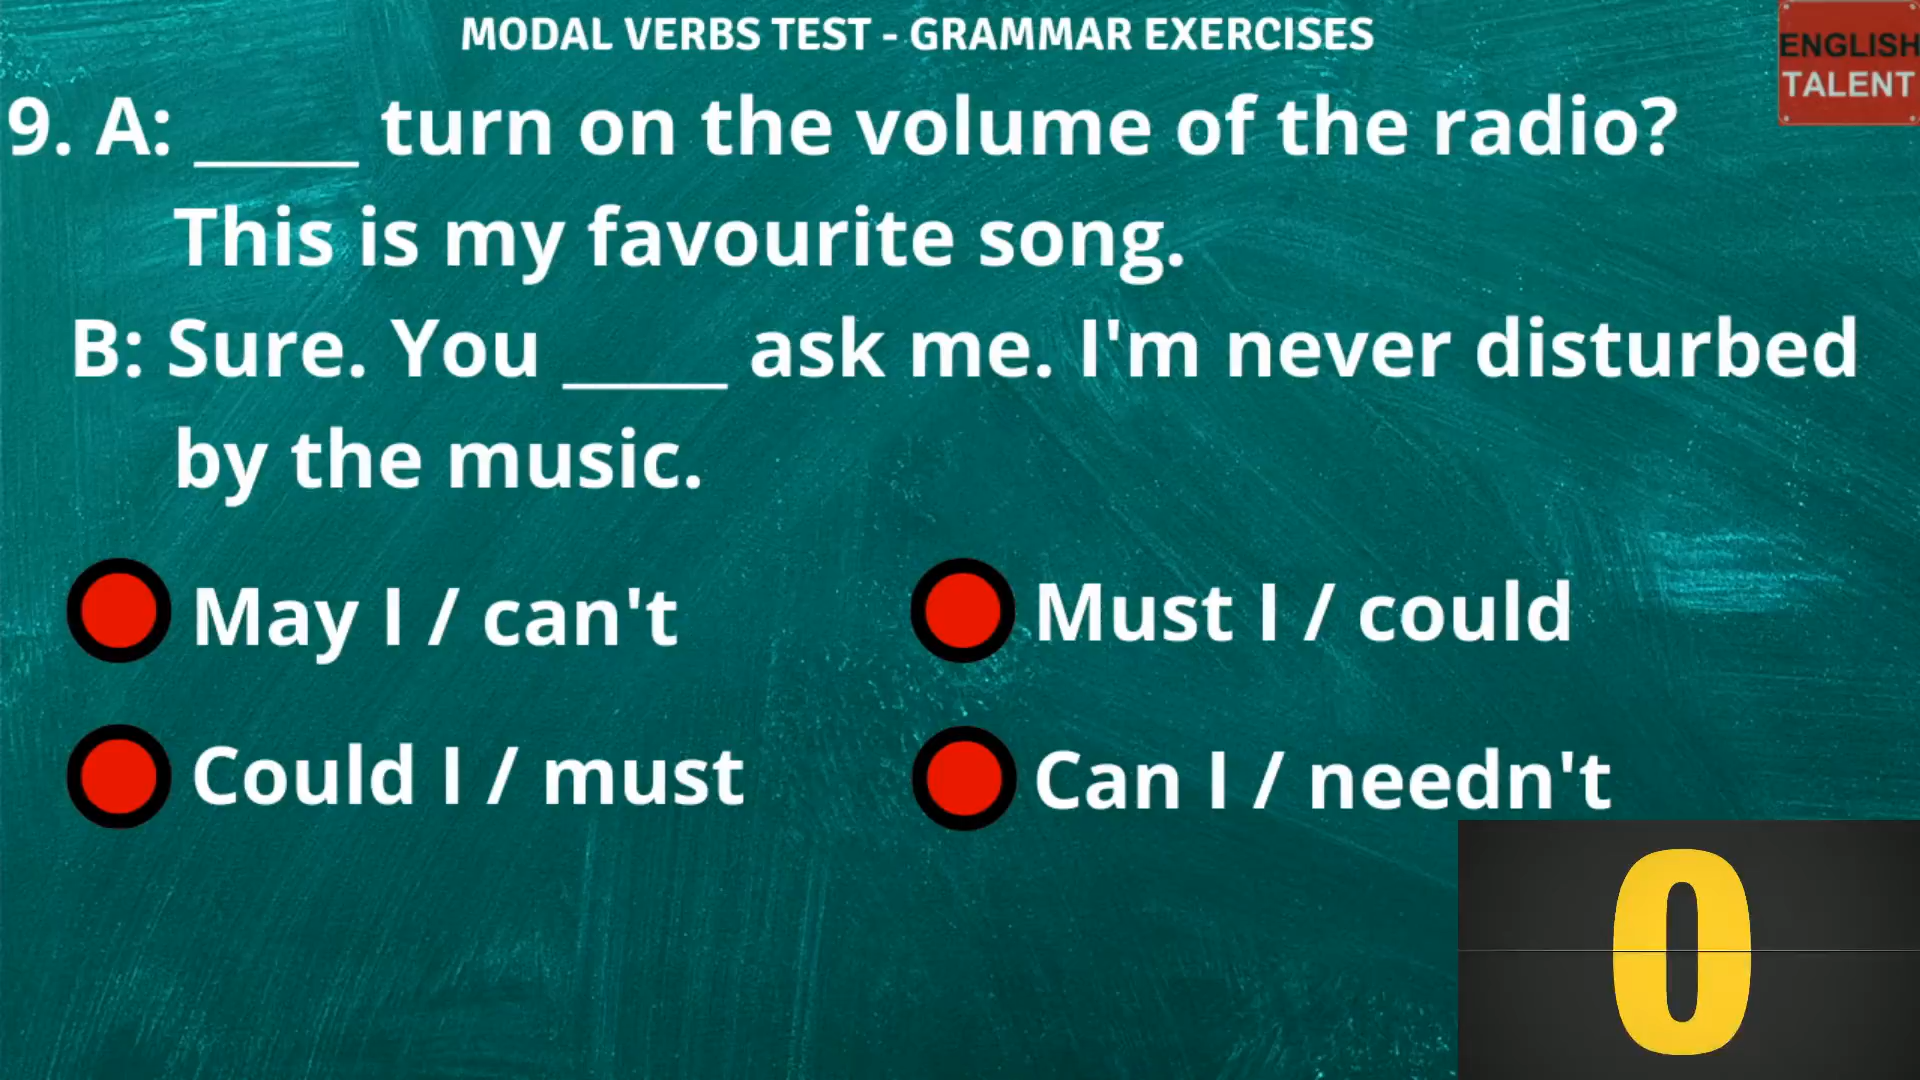 MODAL VERBS TEST - GRAMMAR EXERCISES
ENGLISH
TALENT
9. A: _____ turn on the volume of the radio?
This is my favourite song.
B: Sure. You _____ ask me. I'm never disturbed
by the music.
May I / can't
Must I / could
Could I / must
Can I / needn't
0